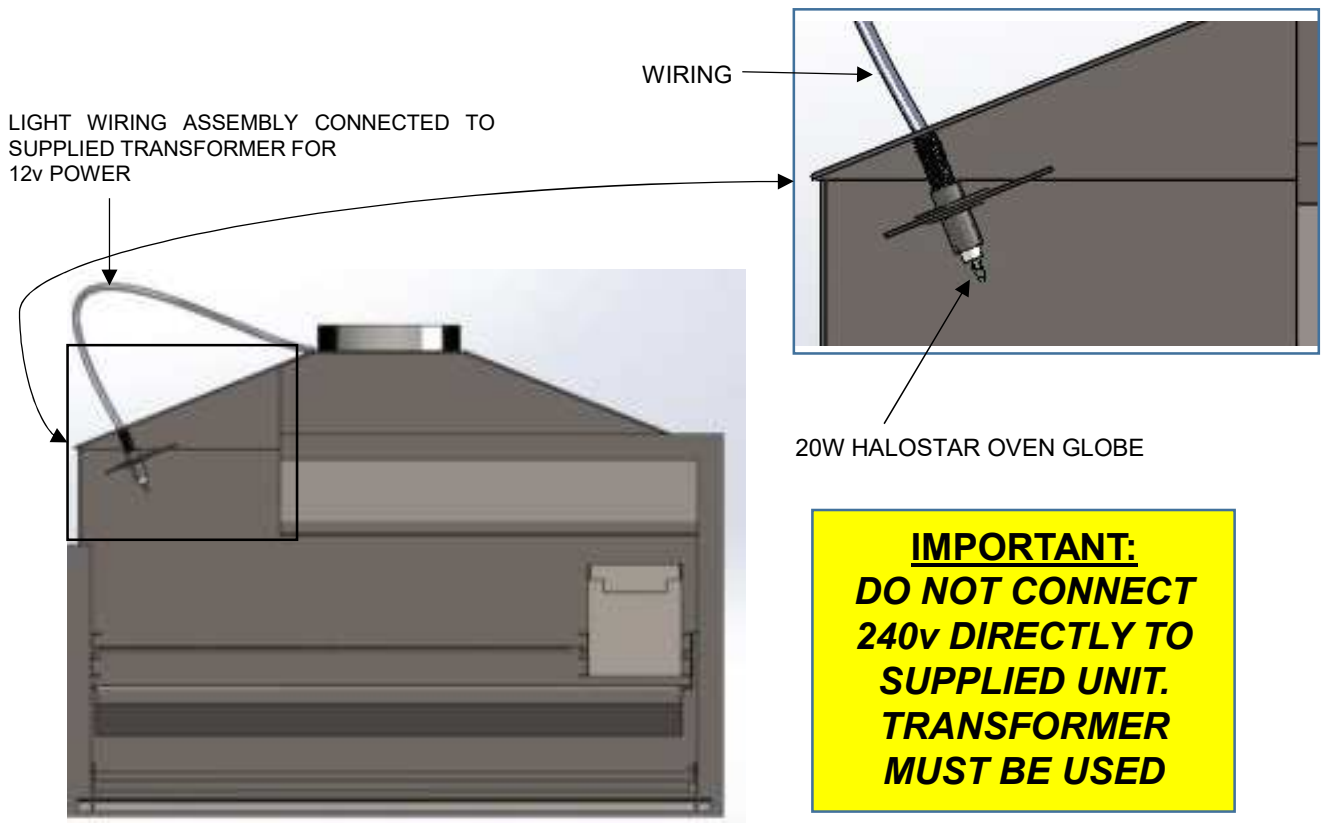 WIRING
LIGHT WIRING ASSEMBLY CONNECTED TO
SUPPLIED TRANSFORMER FOR
12v POWER
20W HALOSTAR OVEN GLOBE
IMPORTANT:
DO NOT CONNECT
240v DIRECTLY TO
SUPPLIED UNIT.
TRANSFORMER
MUST BE USED